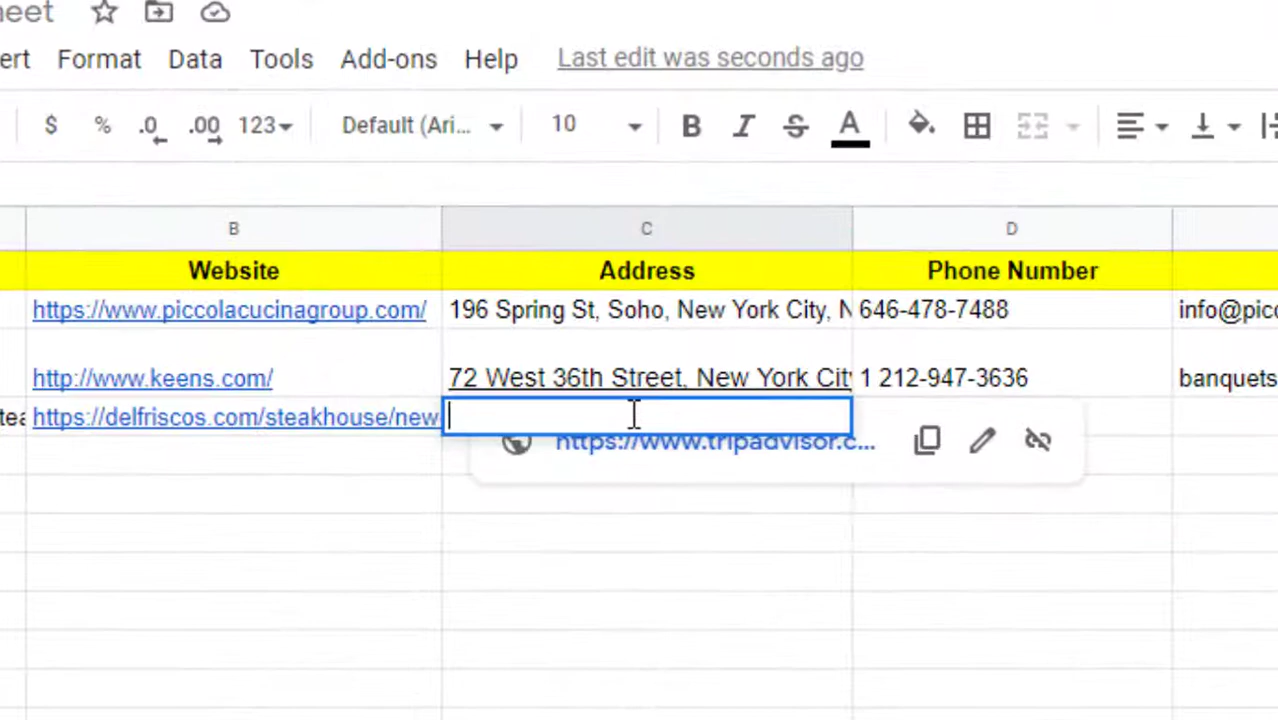 eet
ert Format Data Tools Add-ons Help Last edit was seconds ago
$ % .0 .00 123 Default (Ari... 10 B I S A
B C D
Website Address Phone Number
https://www.piccolacucinagroup.com/ 196 Spring St, Soho, New York City, N 646-478-7488 info@picc
http://www.keens.com/ 72 West 36th Street, New York City 1 212-947-3636 banquets
tea https://delfriscos.com/steakhouse/new
https://www.tripadvisor.c...